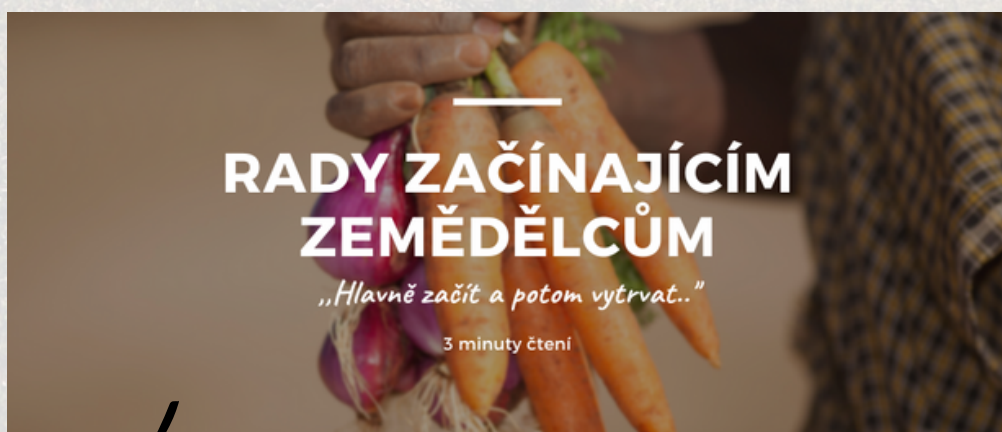 RADY ZAČÍNAJÍCÍM
ZEMĚDĚLCŮM
,,Hlavně začít a potom vytrvat.."
3 minuty čtení